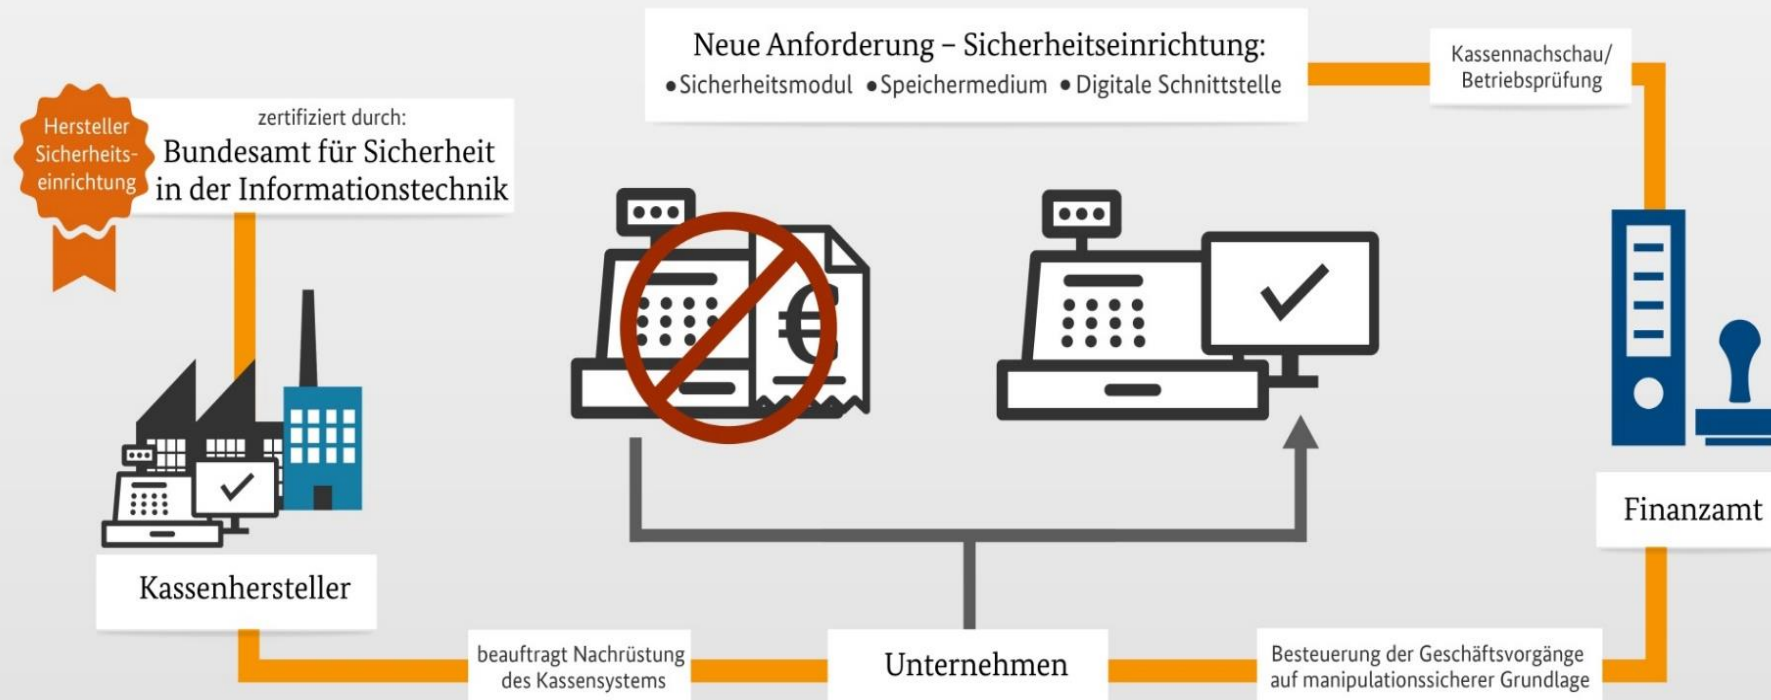 Neue Anforderung – Sicherheitseinrichtung:
• Sicherheitsmodul • Speichermedium • Digitale Schnittstelle
Kassennachschau/
Betriebsprüfung
Hersteller
Sicherheits-
einrichtung
zertifiziert durch:
Bundesamt für Sicherheit
in der Informationstechnik
€
Finanzamt
Kassenhersteller
beauftragt Nachrüstung
des Kassensystems
Unternehmen
Besteuerung der Geschäftsvorgänge
auf manipulationssicherer Grundlage